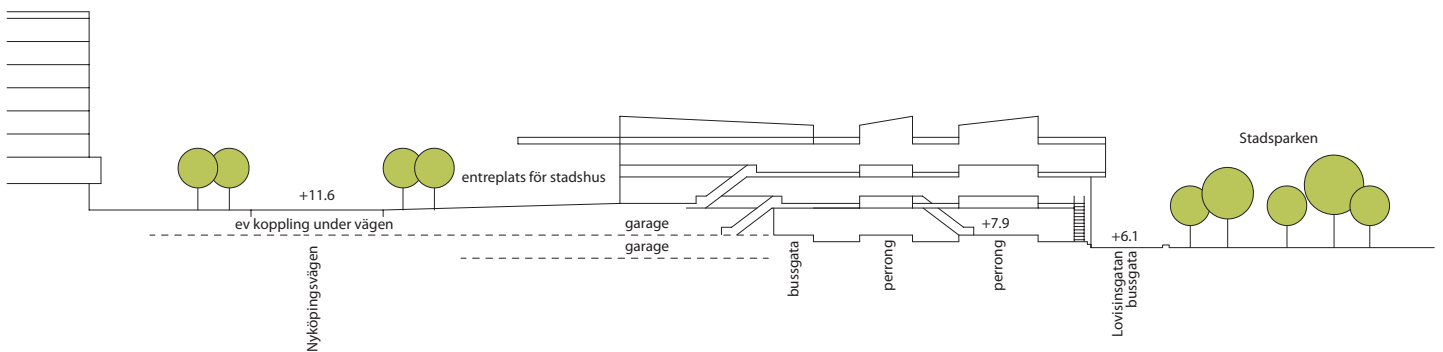 Stadsparken
entreplats för stadshus
+11.6
ev koppling under vägen
garage
+7.9
+6.1
garage
Nyköpingsvägen
bussgata
perrong
perrong
Lovisinsgatan
bussgata